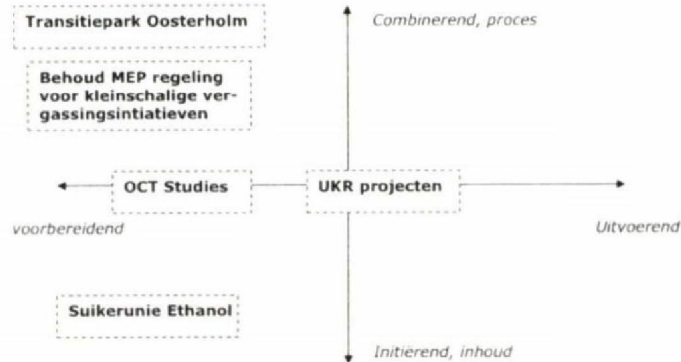 Transitiepark Oosterholm
Combinerend, proces
Behoud MEP regeling
voor kleinschalige ver-
gassingsintiatieven
OCT Studies
UKR projecten
voorbereidend
Uitvoerend
Suikerunie Ethanol
Initiërend, inhoud